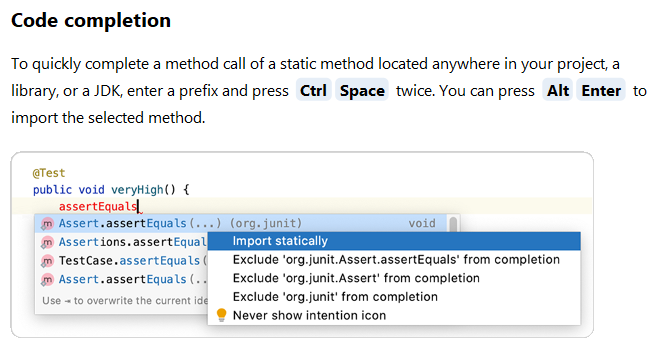 Code completion
To quickly complete a method call of a static method located anywhere in your project, a
library, or a JDK, enter a prefix and press Ctrl Space twice. You can press Alt Enter to
import the selected method.
@Test
public void veryHigh() {
assertEquals
m Assert.assertEquals(...) (org.junit) void
m Assertions.assertEqual
m TestCase.assertEquals(
m Assert.assertEquals(..
Use ⇥ to overwrite the current ide
Import statically
Exclude 'org.junit.Assert.assertEquals' from completion
Exclude 'org.junit.Assert' from completion
Exclude 'org.junit' from completion
Never show intention icon